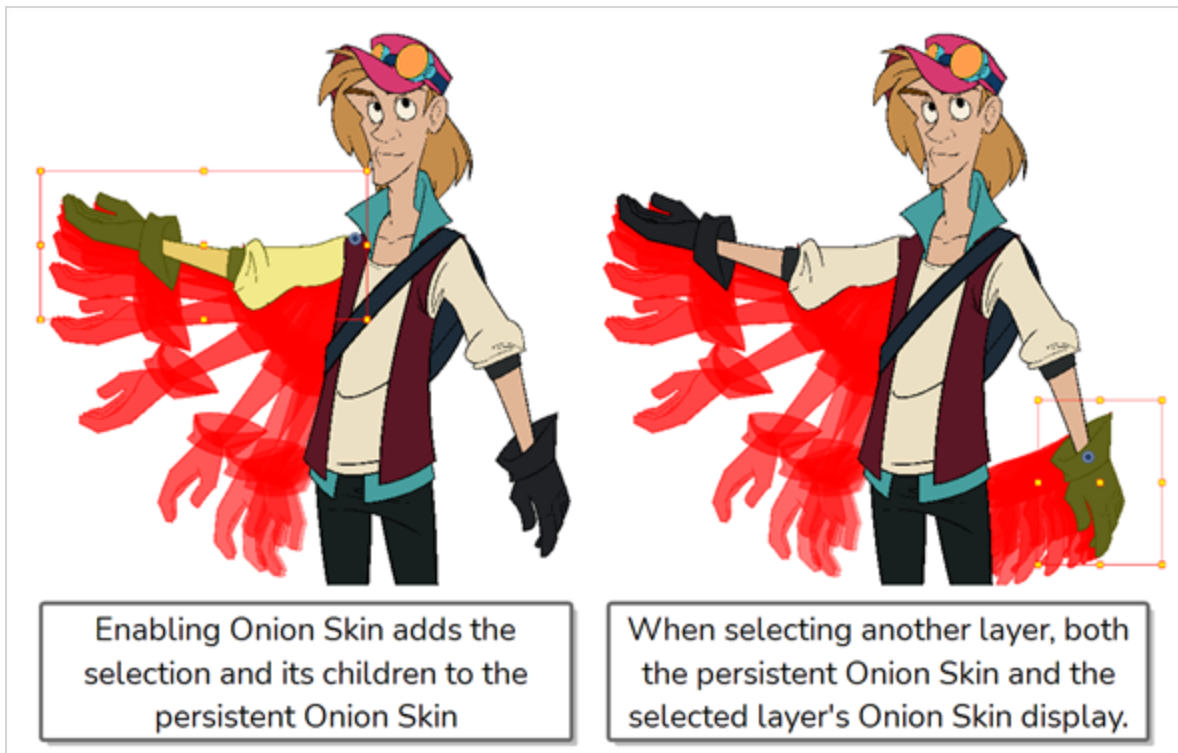 Enabling Onion Skin adds the
selection and its children to the
persistent Onion Skin
When selecting another layer, both
the persistent Onion Skin and the
selected layer's Onion Skin display.